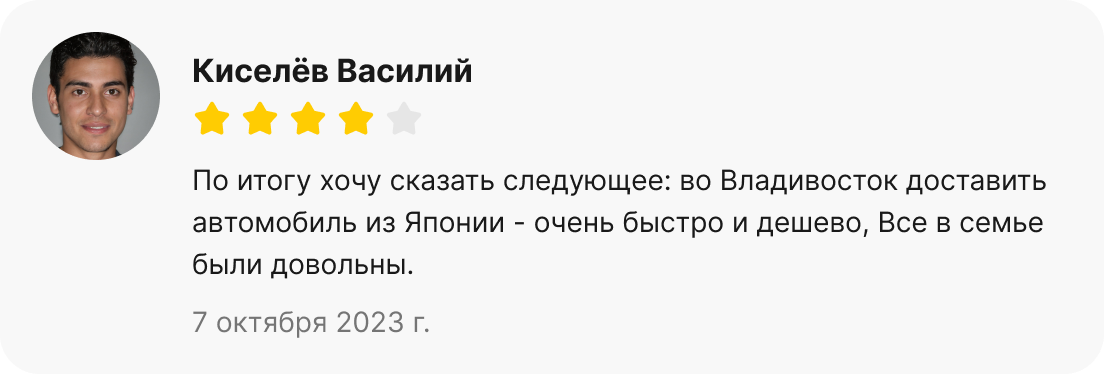 Киселёв Василий
По итогу хочу сказать следующее: во Владивосток доставить
автомобиль из Японии - очень быстро и дешево, Все в семье
были довольны.
7 октября 2023 г.